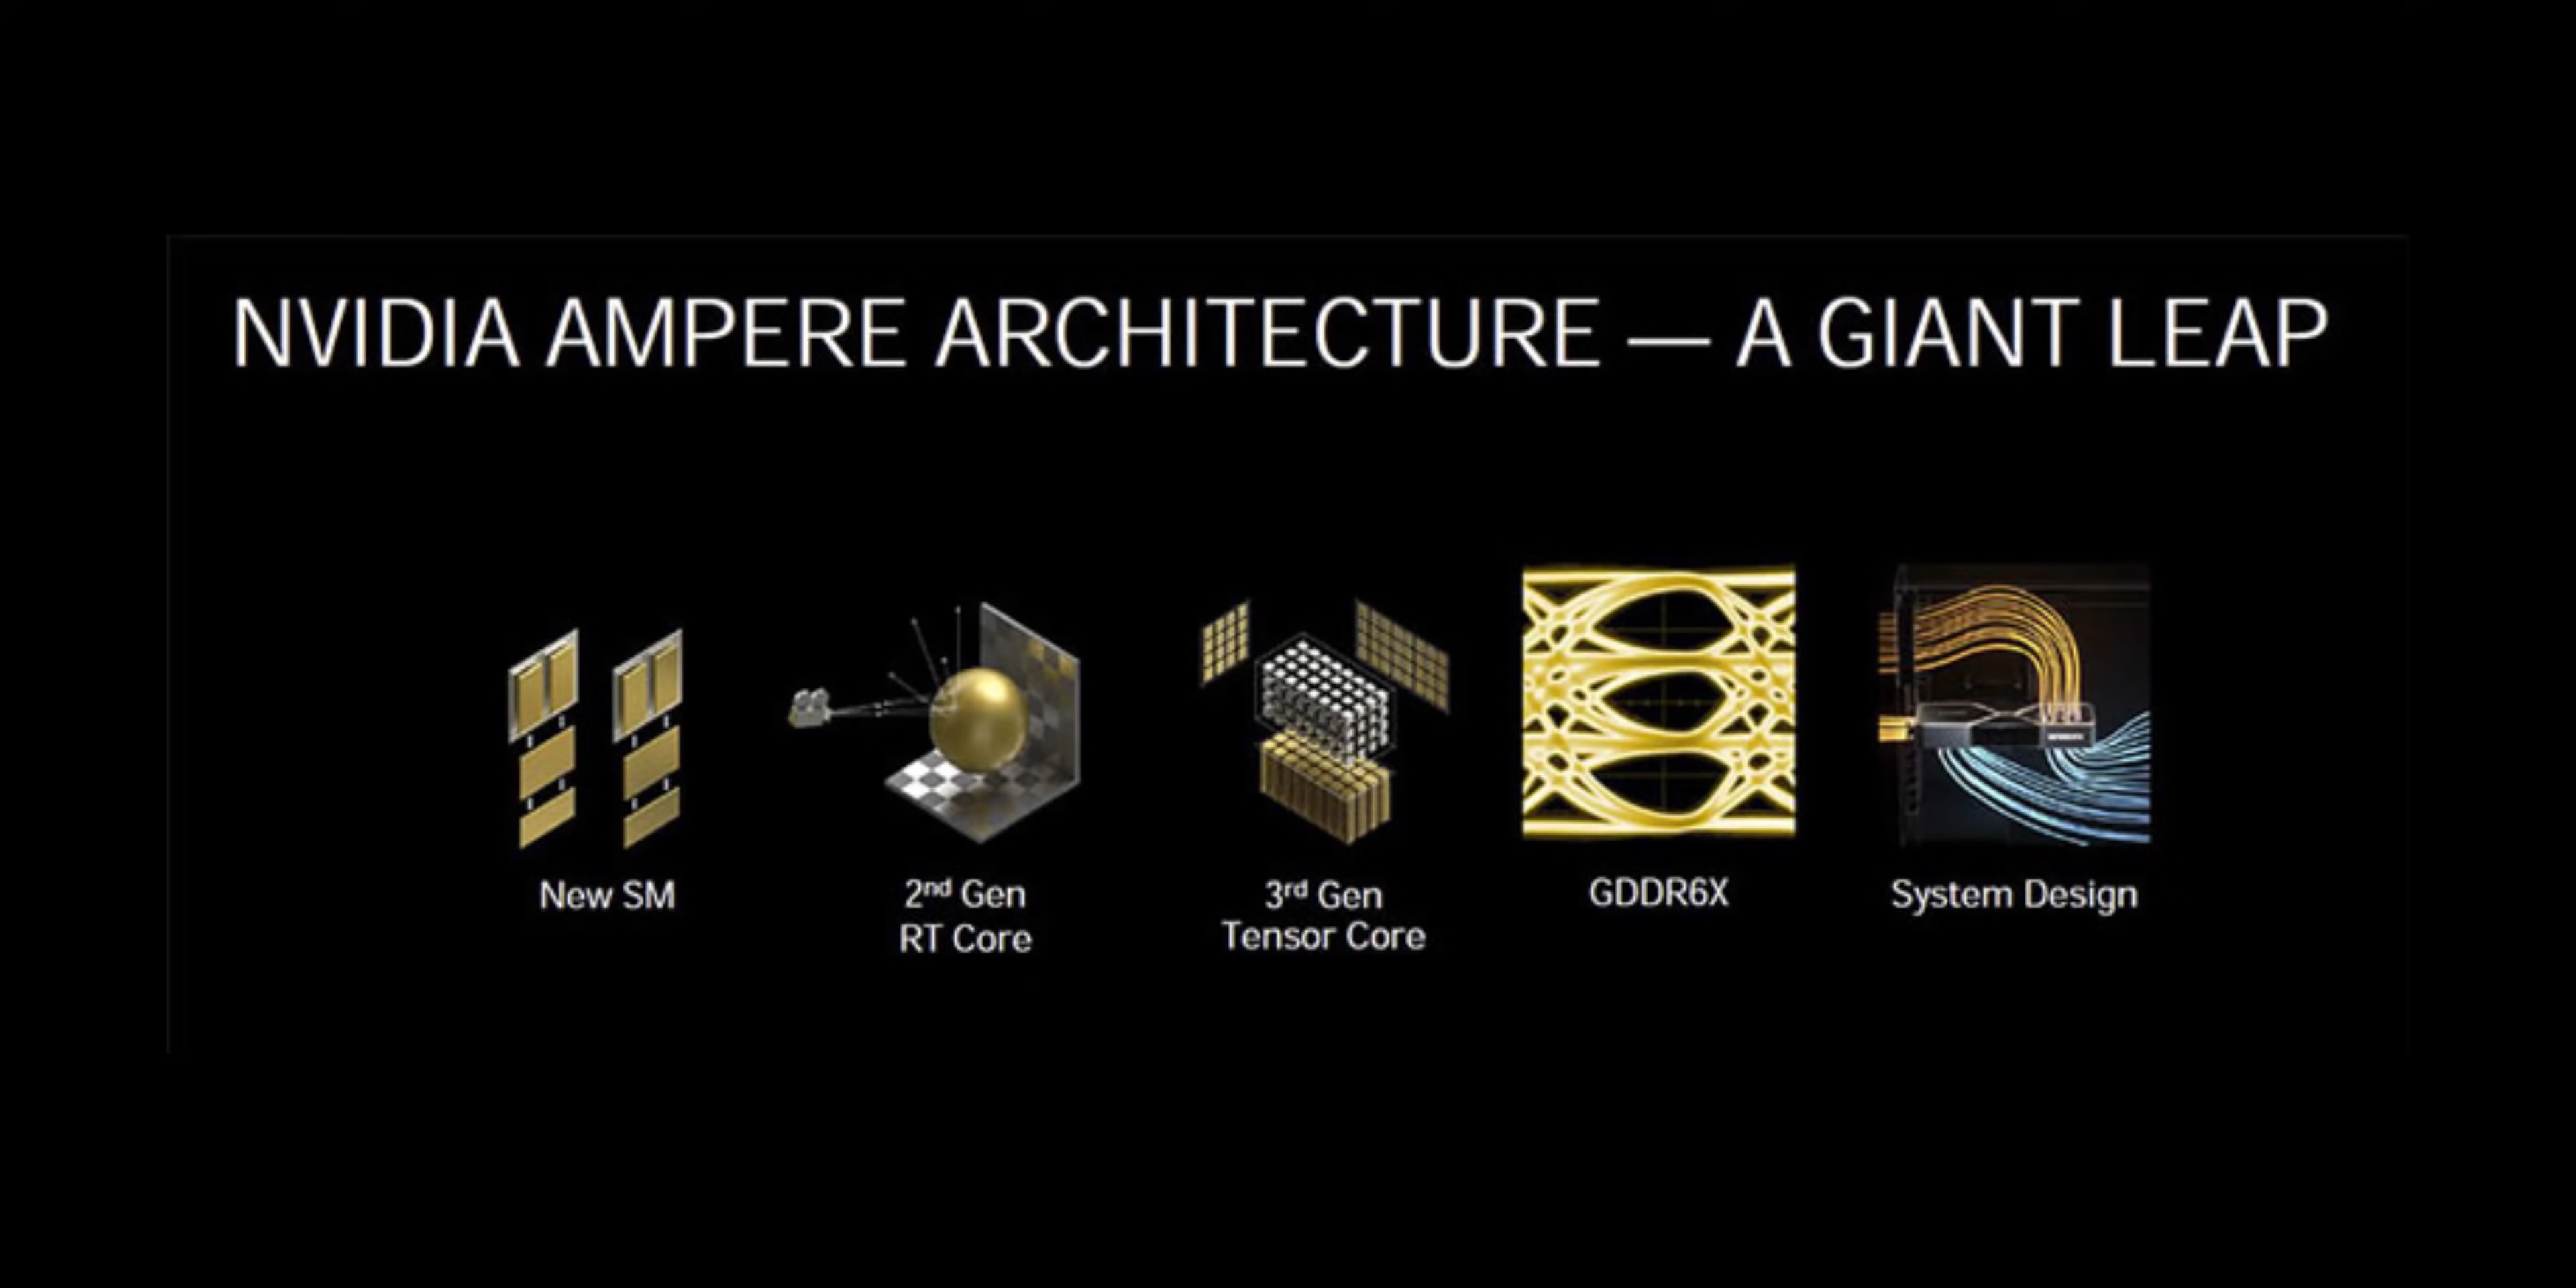 NVIDIA AMPERE ARCHITECTURE — A GIANT LEAP
New SM
2nd Gen
RT Core
3rd Gen
Tensor Core
GDDR6X
System Design